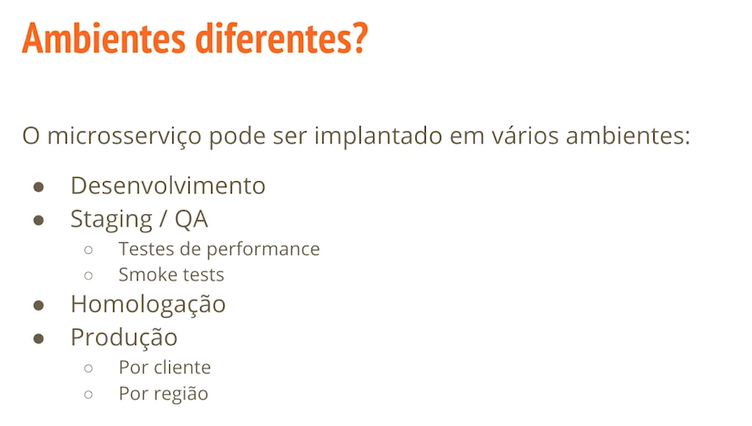 Ambientes diferentes?
O microsserviço pode ser implantado em vários ambientes:
● Desenvolvimento
● Staging / QA
○ Testes de performance
○ Smoke tests
● Homologação
● Produção
○ Por cliente
○ Por região